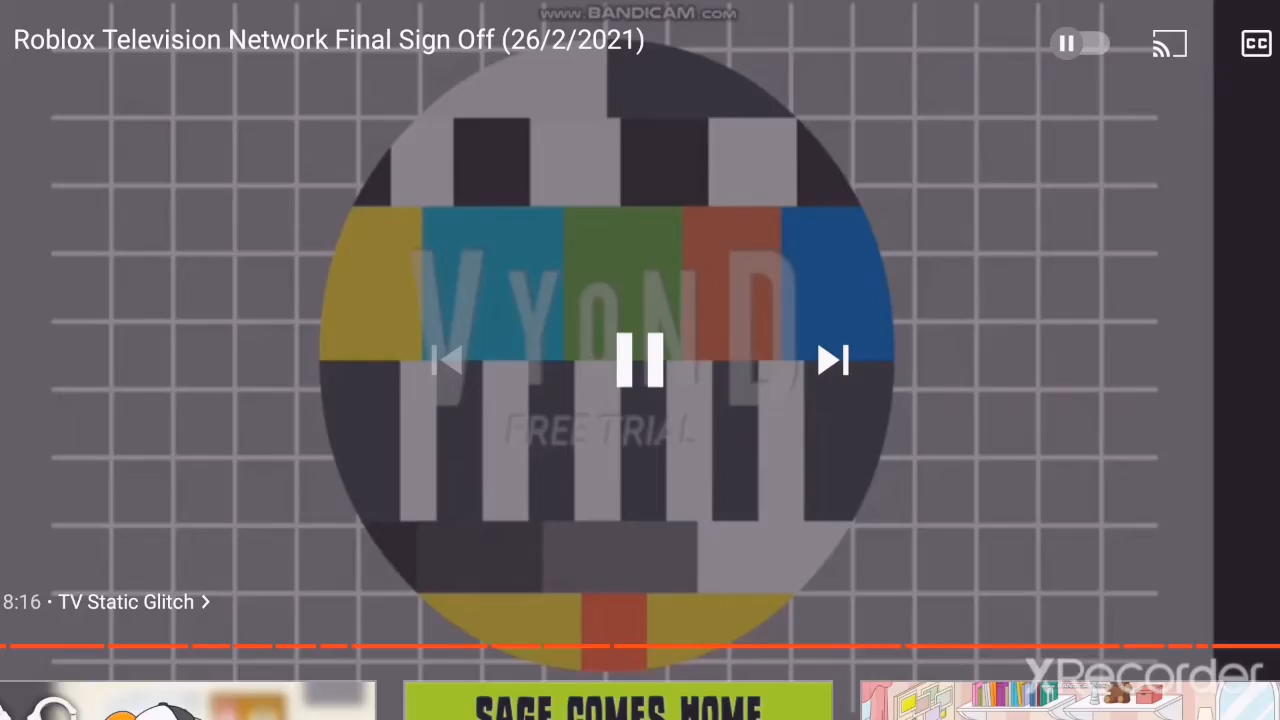 www.BANDICAM.com
Roblox Television Network Final Sign Off (26/2/2021)
CC
VYOND
FREE TRIAL
8:16 · TV Static Glitch >
XRecorder
SAGE COMES HOME